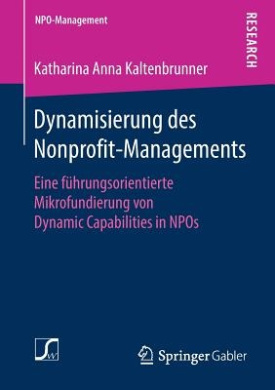 NPO-Management
RESEARCH
Katharina Anna Kaltenbrunner
Dynamisierung des
Nonprofit-Managements
Eine führungsorientierte
Mikrofundierung von
Dynamic Capabilities in NPOs
Springer Gabler